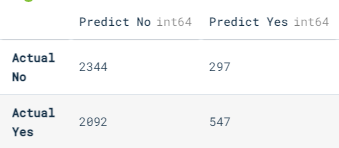 Predict No int64 Predict Yes int64
Actual No 2344 297
Actual Yes 2092 547